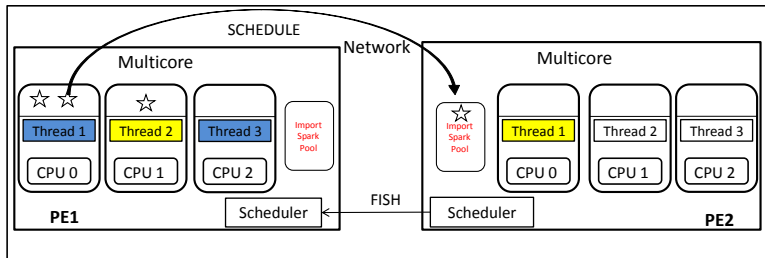 SCHEDULE
Network
Multicore
Multicore
Thread 1
Thread 2
Thread 3
Import
Spark
Pool
CPU 0
CPU 1
CPU 2
Import
Spark
Pool
Thread 1
Thread 2
Thread 3
CPU 0
CPU 1
CPU 2
PE1
Scheduler
FISH
Scheduler
PE2